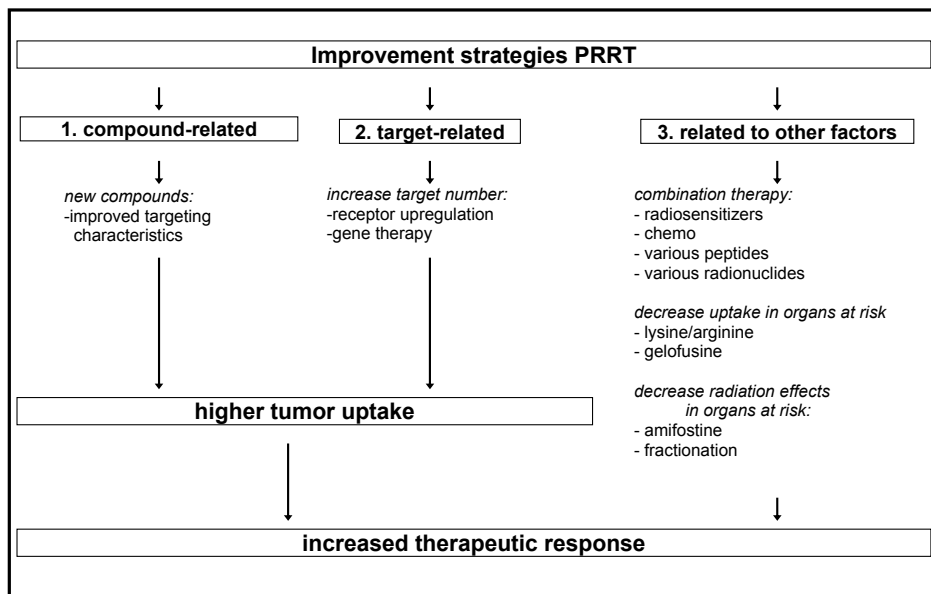 Improvement strategies PRRT
1. compound-related
2. target-related
3. related to other factors
new compounds:
-improved targeting
characteristics
increase target number:
-receptor upregulation
-gene therapy
combination therapy:
- radiosensitizers
- chemo
- various peptides
- various radionuclides
decrease uptake in organs at risk
- lysine/arginine
- gelofusine
decrease radiation effects
in organs at risk:
- amifostine
- fractionation
higher tumor uptake
increased therapeutic response